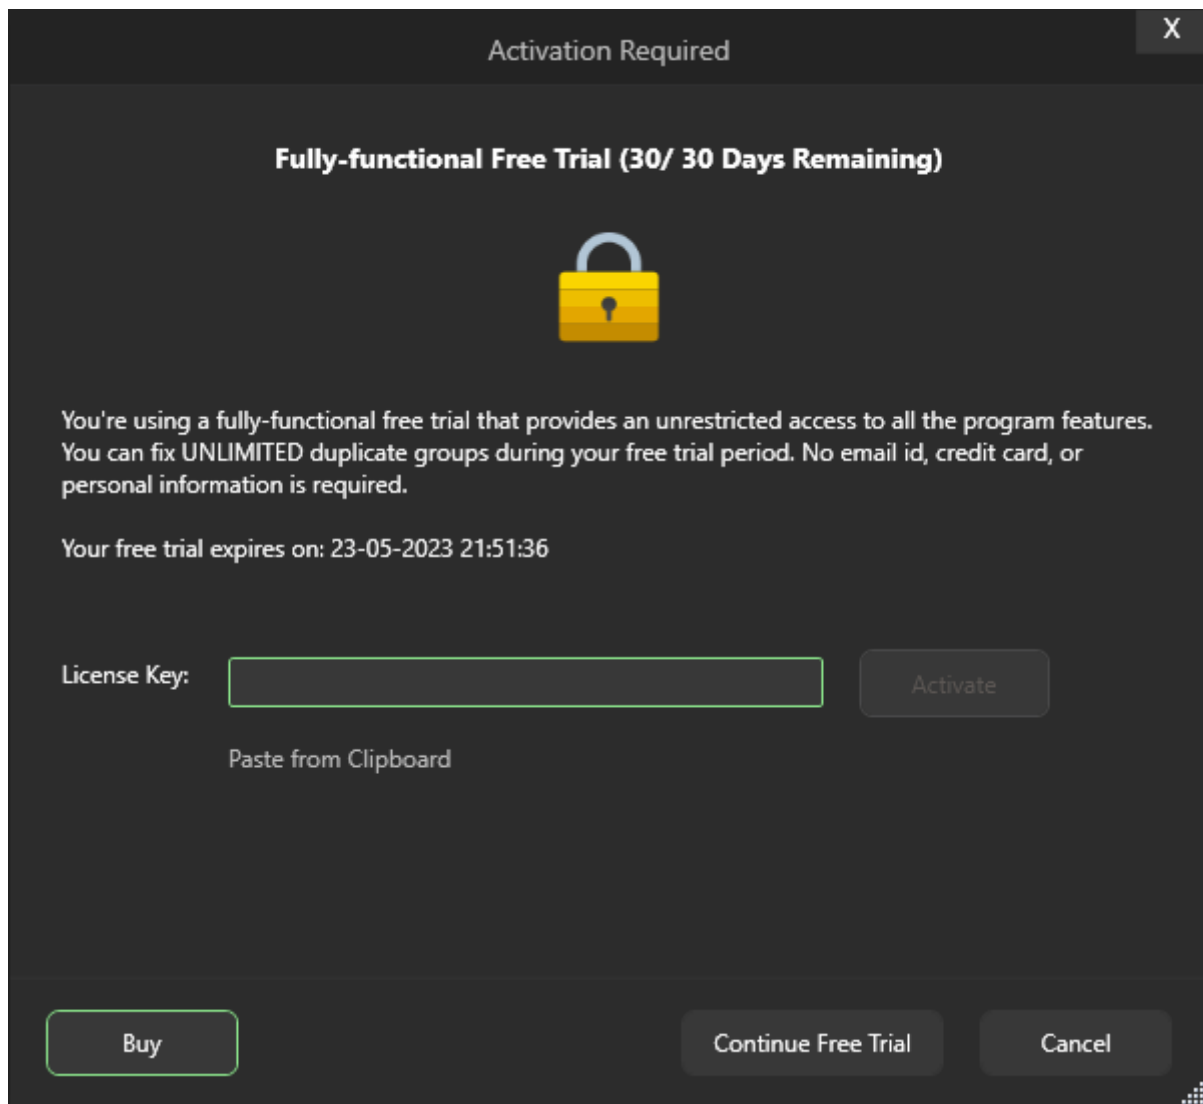 X
Activation Required
Fully-functional Free Trial (30/ 30 Days Remaining)
You're using a fully-functional free trial that provides an unrestricted access to all the program features.
You can fix UNLIMITED duplicate groups during your free trial period. No email id, credit card, or
personal information is required.
Your free trial expires on: 23-05-2023 21:51:36
License Key:
Activate
Paste from Clipboard
Buy
Continue Free Trial
Cancel